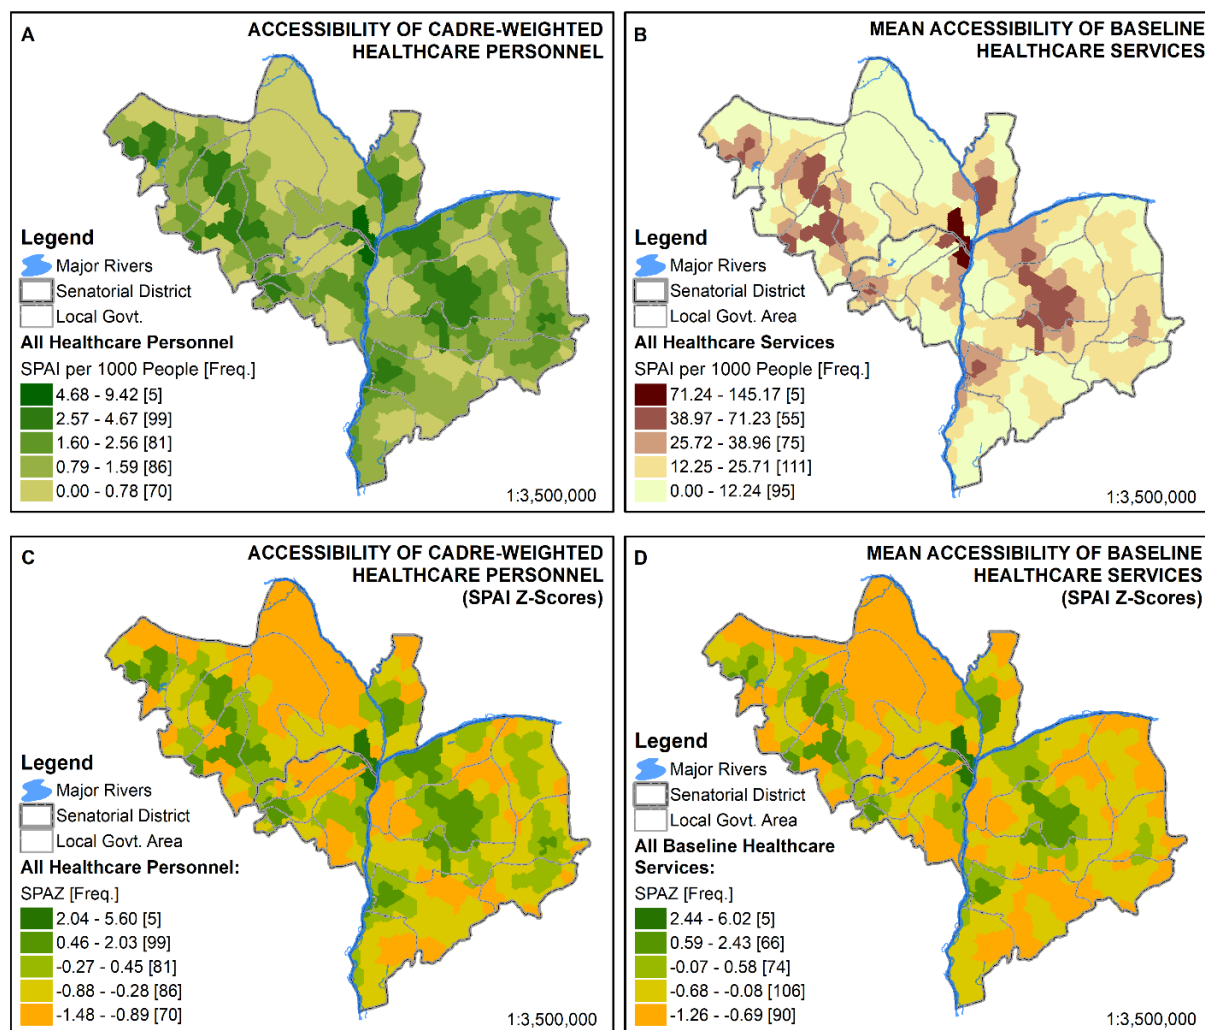 A
ACCESSIBILITY OF CADRE-WEIGHTED
HEALTHCARE PERSONNEL
Legend
Major Rivers
Senatorial District
Local Govt.
All Healthcare Personnel
SPAI per 1000 People [Freq.]
4.68 - 9.42 [5]
2.57 - 4.67 [99]
1.60 - 2.56 [81]
0.79 - 1.59 [86]
0.00 - 0.78 [70]
1:3,500,000
B
MEAN ACCESSIBILITY OF BASELINE
HEALTHCARE SERVICES
Legend
Major Rivers
Senatorial District
Local Govt. Area
All Healthcare Services
SPAI per 1000 People [Freq.]
71.24 - 145.17 [5]
38.97 - 71.23 [55]
25.72 - 38.96 [75]
12.25 - 25.71 [111]
0.00 - 12.24 [95]
1:3,500,000
C
ACCESSIBILITY OF CADRE-WEIGHTED
HEALTHCARE PERSONNEL
(SPAI Z-Scores)
Legend
Major Rivers
Senatorial District
Local Govt. Area
All Healthcare Personnel:
SPAZ [Freq.]
2.04 - 5.60 [5]
0.46 - 2.03 [99]
-0.27 - 0.45 [81]
-0.88 - -0.28 [86]
-1.48 - -0.89 [70]
1:3,500,000
D
MEAN ACCESSIBILITY OF BASELINE
HEALTHCARE SERVICES
(SPAI Z-Scores)
Legend
Major Rivers
Senatorial District
Local Govt. Area
All Baseline Healthcare
Services:
SPAZ [Freq.]
2.44 - 6.02 [5]
0.59 - 2.43 [66]
-0.07 - 0.58 [74]
-0.68 - -0.08 [106]
-1.26 - -0.69 [90]
1:3,500,000